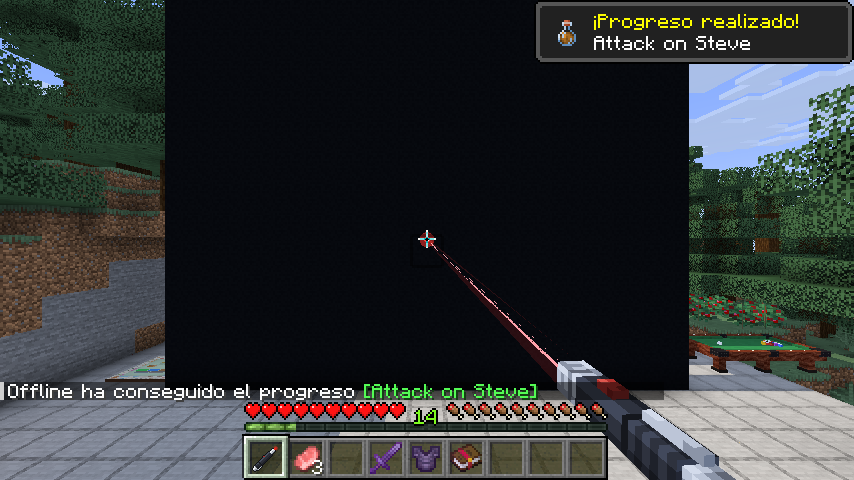 ¡Progreso realizado!
Attack on Steve
Offline ha conseguido el progreso [Attack on Steve]
14
3